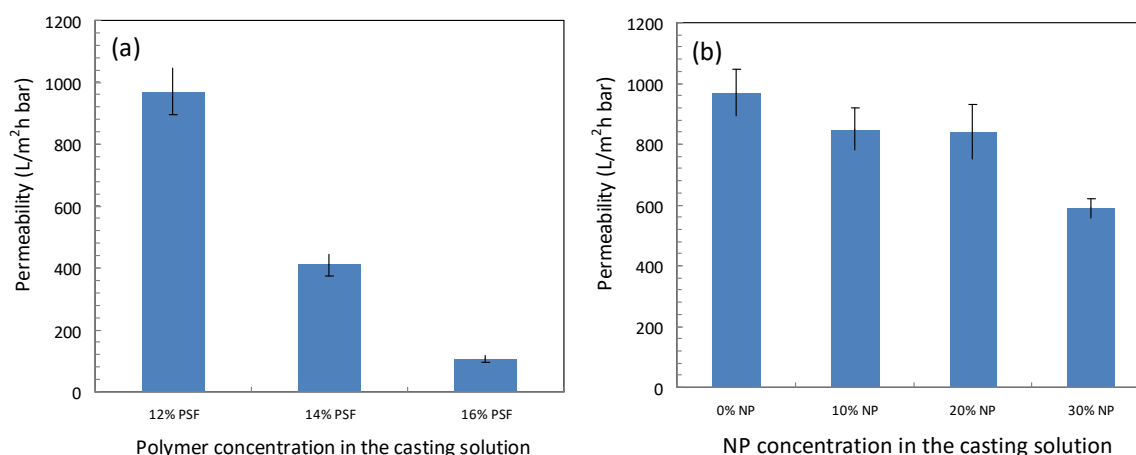 (a)
Permeability (L/m²h bar)
1200
1000
800
600
400
200
0
12% PSF 14% PSF 16% PSF
Polymer concentration in the casting solution
(b)
Permeability (L/m²h bar)
1200
1000
800
600
400
200
0
0% NP 10% NP 20% NP 30% NP
NP concentration in the casting solution